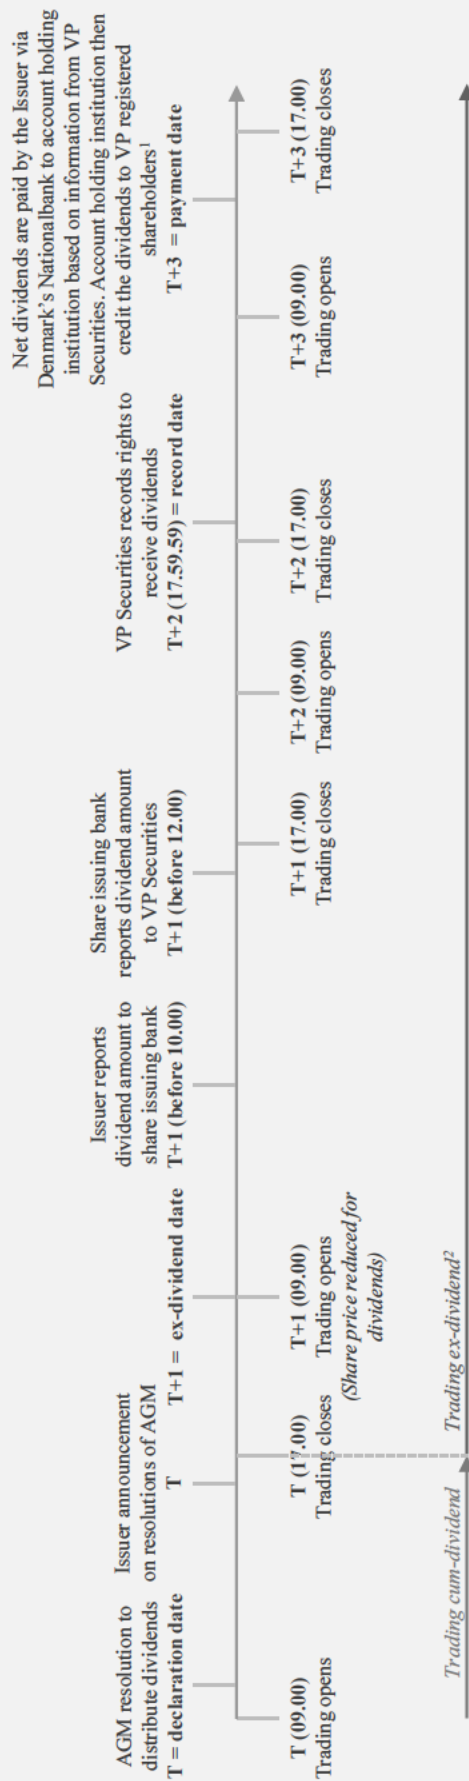 AGM resolution to
distribute dividends
T = declaration date
Issuer announcement
on resolutions of AGM
T
T+1 = ex-dividend date
Issuer reports
dividend amount to
share issuing bank
T+1 (before 10.00)
Share issuing bank
reports dividend amount
to VP Securities
T+1 (before 12.00)
VP Securities records rights to
receive dividends
T+2 (17.59.59) = record date
Net dividends are paid by the Issuer via
Denmark's Nationalbank to account holding
institution based on information from VP
Securities. Account holding institution then
credit the dividends to VP registered
shareholders¹
T+3 = payment date
T (09.00)
Trading opens
T (17.00)
Trading closes
T+1 (09.00)
Trading opens
(Share price reduced for
dividends)
T+1 (17.00)
Trading closes
T+2 (09.00)
Trading opens
T+2 (17.00)
Trading closes
T+3 (09.00)
Trading opens
T+3 (17.00)
Trading closes
Trading cum-dividend
Trading ex-dividend²